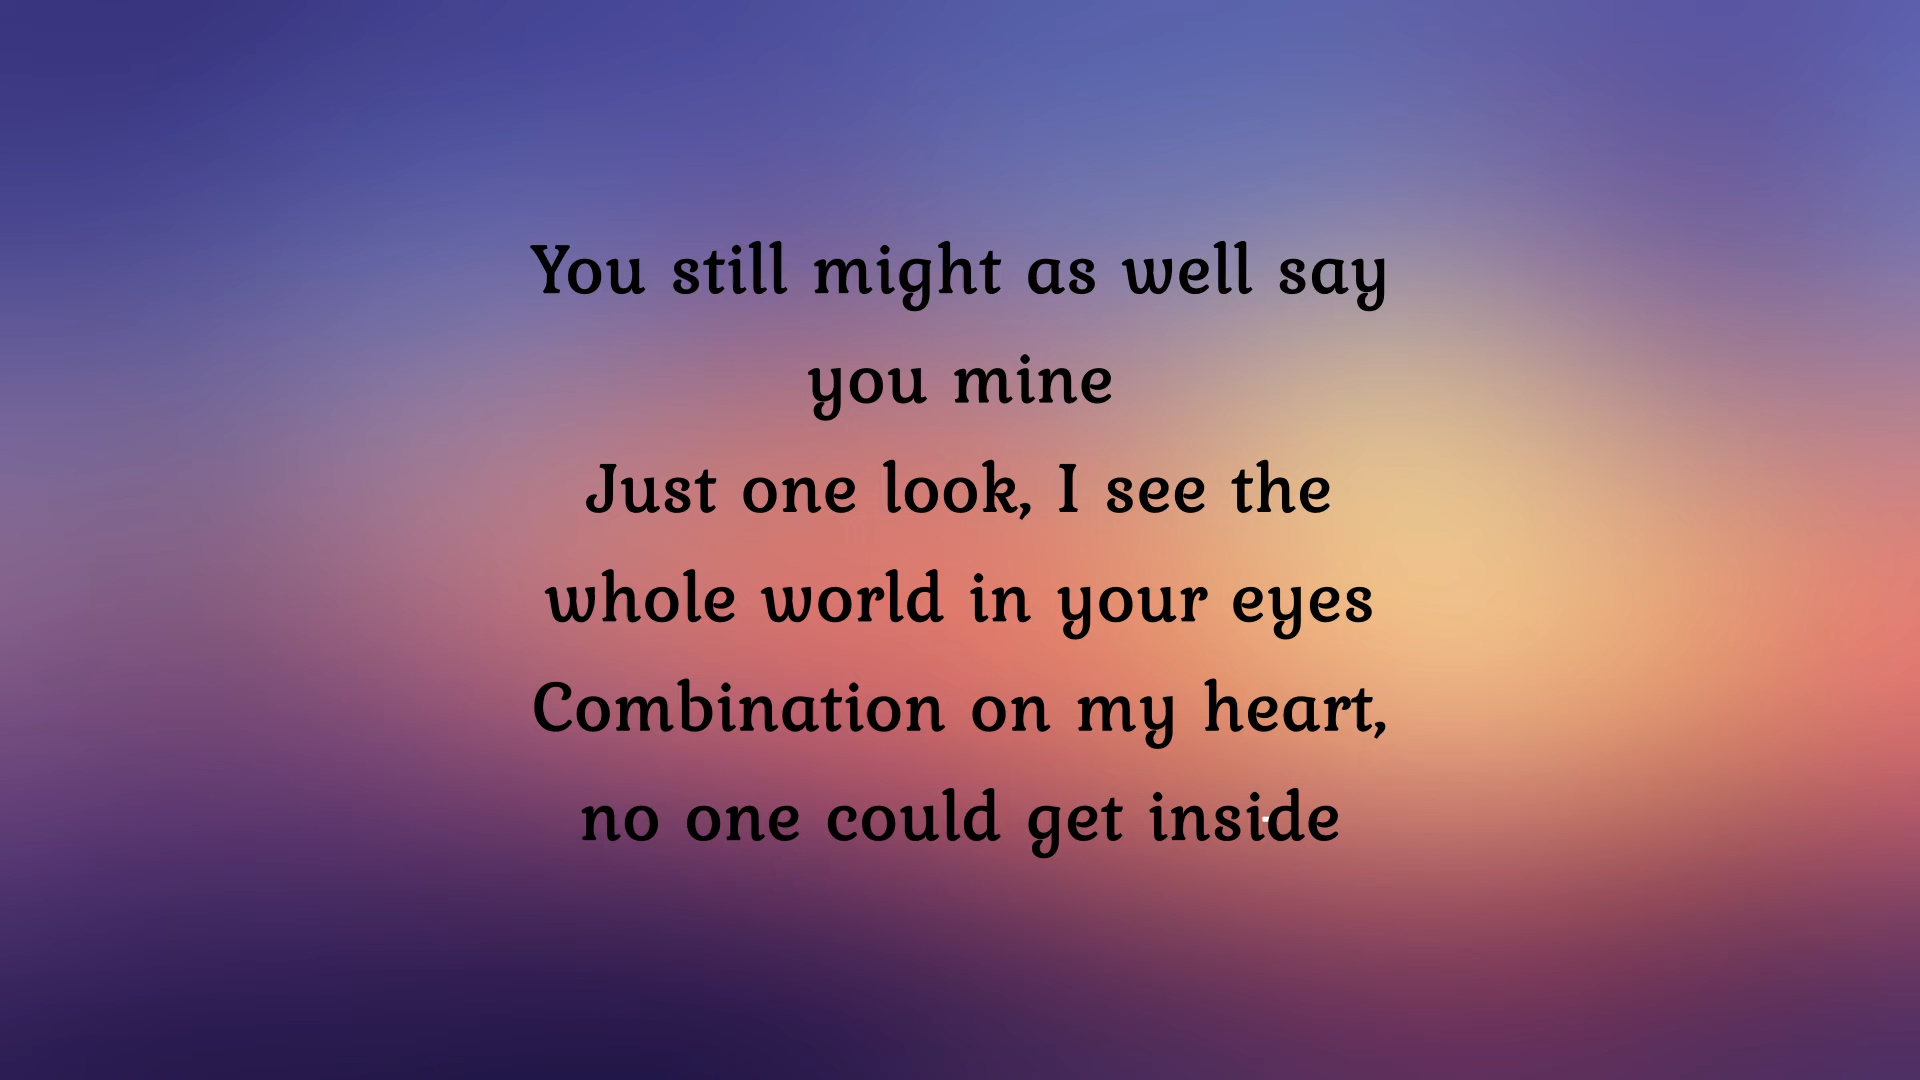 You still might as well say
you mine
Just one look, I see the
whole world in your eyes
Combination on my heart,
no one could get inside